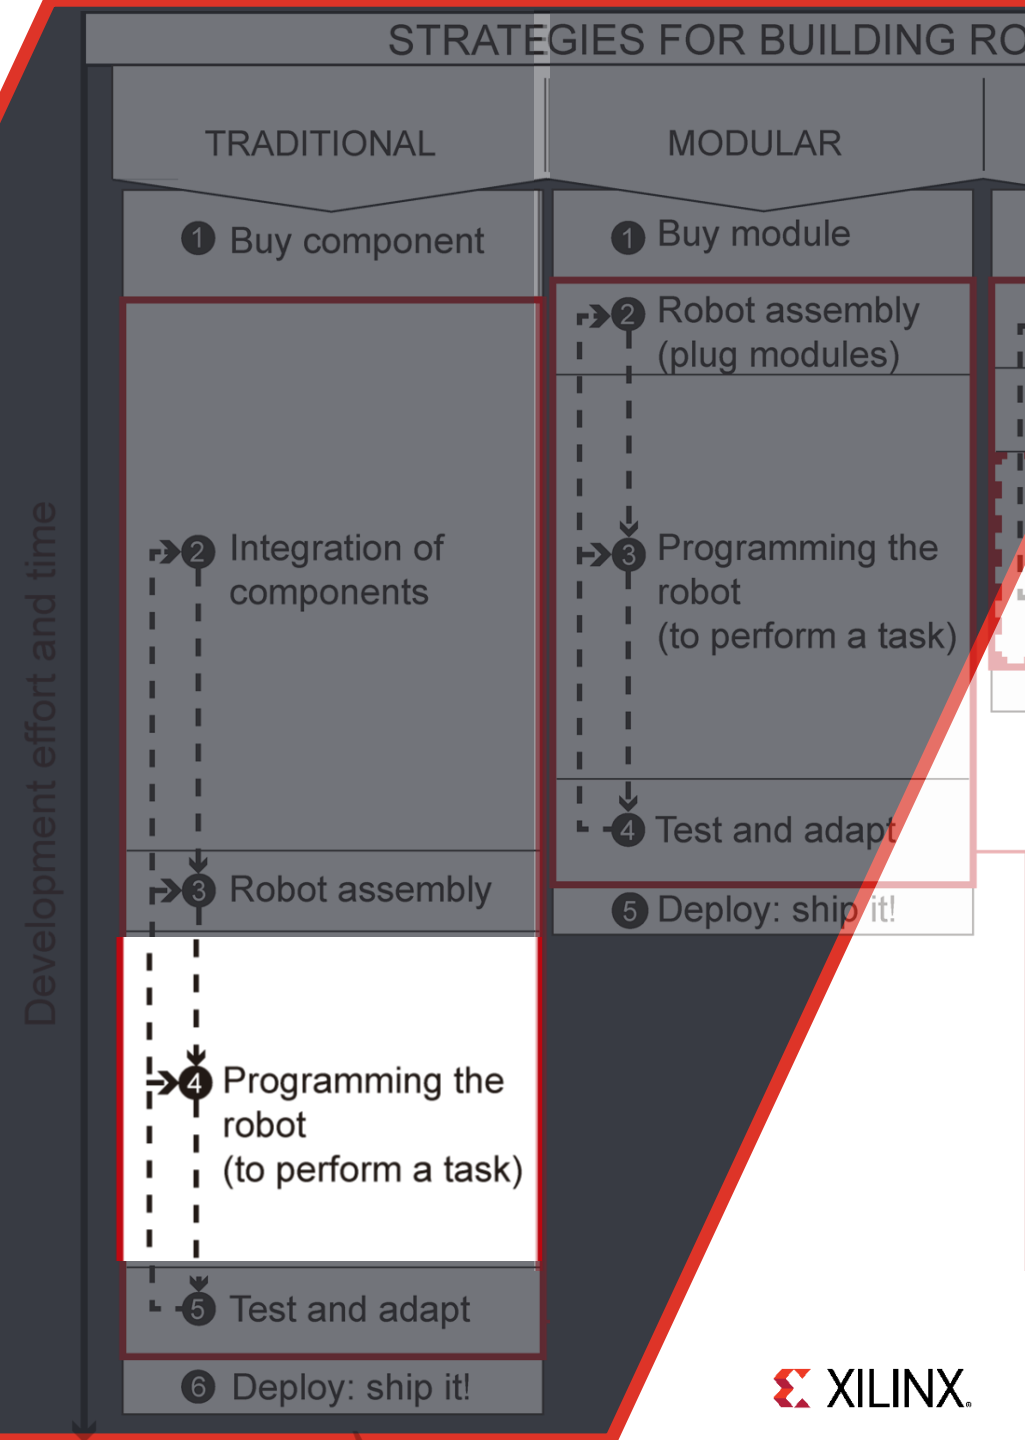 STRATEGIES FOR BUILDING RO
TRADITIONAL
MODULAR
Development effort and time
1 Buy component
2 Integration of
components
3 Robot assembly
4 Programming the
robot
(to perform a task)
5 Test and adapt
6 Deploy: ship it!
1 Buy module
2 Robot assembly
(plug modules)
3 Programming the
robot
(to perform a task)
4 Test and adapt
5 Deploy: ship it!
XILINX